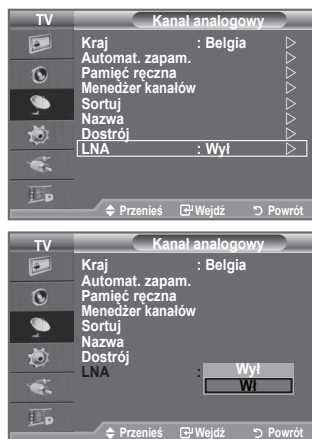 TV Kanał analogowy
Kraj : Belgia
Automat. zapam.
Pamięć ręczna
Menedżer kanałów
Sortuj
Nazwa
Dostrój
LNA : Wył
Przenieś Wejdź Powrót
TV Kanał analogowy
Kraj : Belgia
Automat. zapam.
Pamięć ręczna
Menedżer kanałów
Sortuj
Nazwa
Dostrój
LNA : Wył
Wł
Przenieś Wejdź Powrót